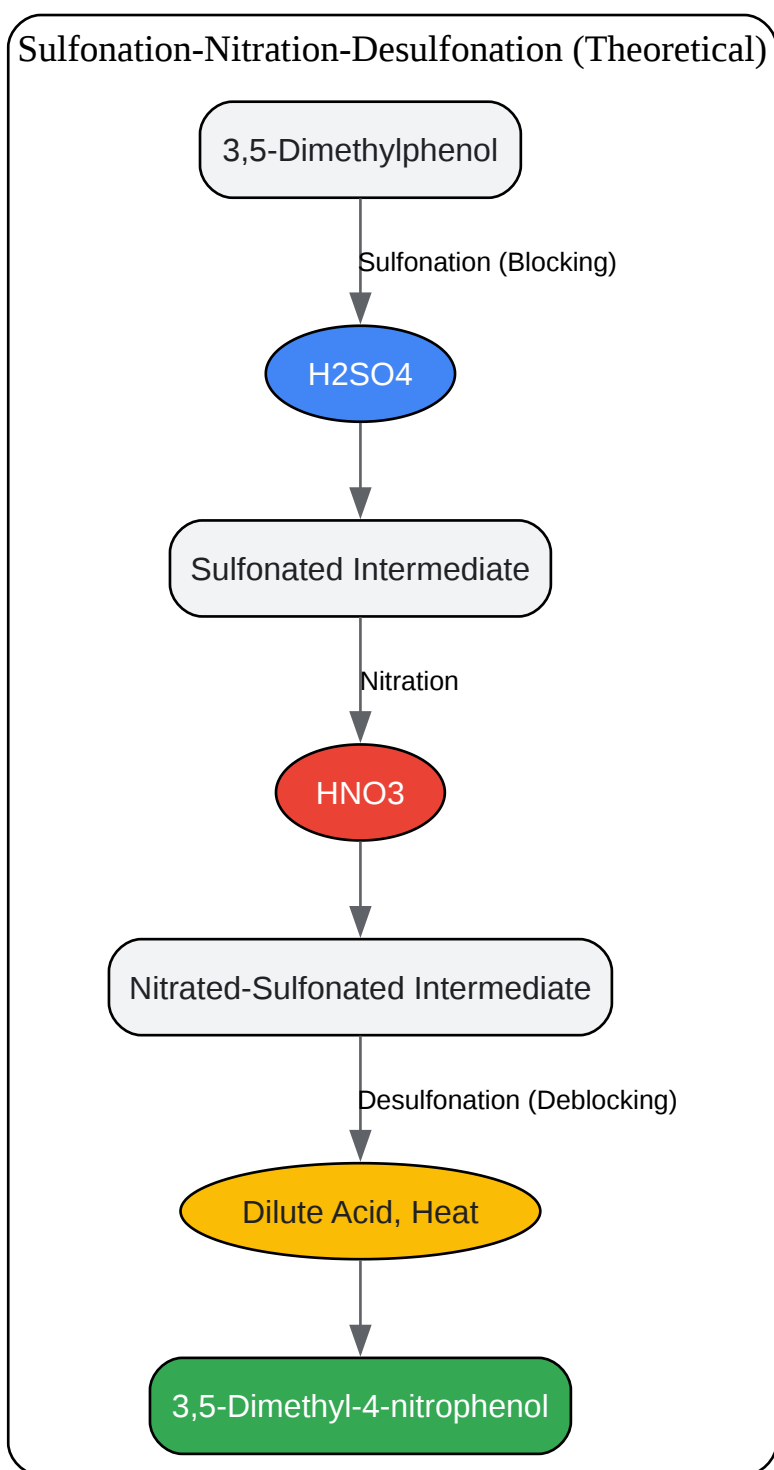 Sulfonation-Nitration-Desulfonation (Theoretical)
3,5-Dimethylphenol
Sulfonation (Blocking)
H2SO4
Sulfonated Intermediate
Nitration
HNO3
Nitrated-Sulfonated Intermediate
Desulfonation (Deblocking)
Dilute Acid, Heat
3,5-Dimethyl-4-nitrophenol